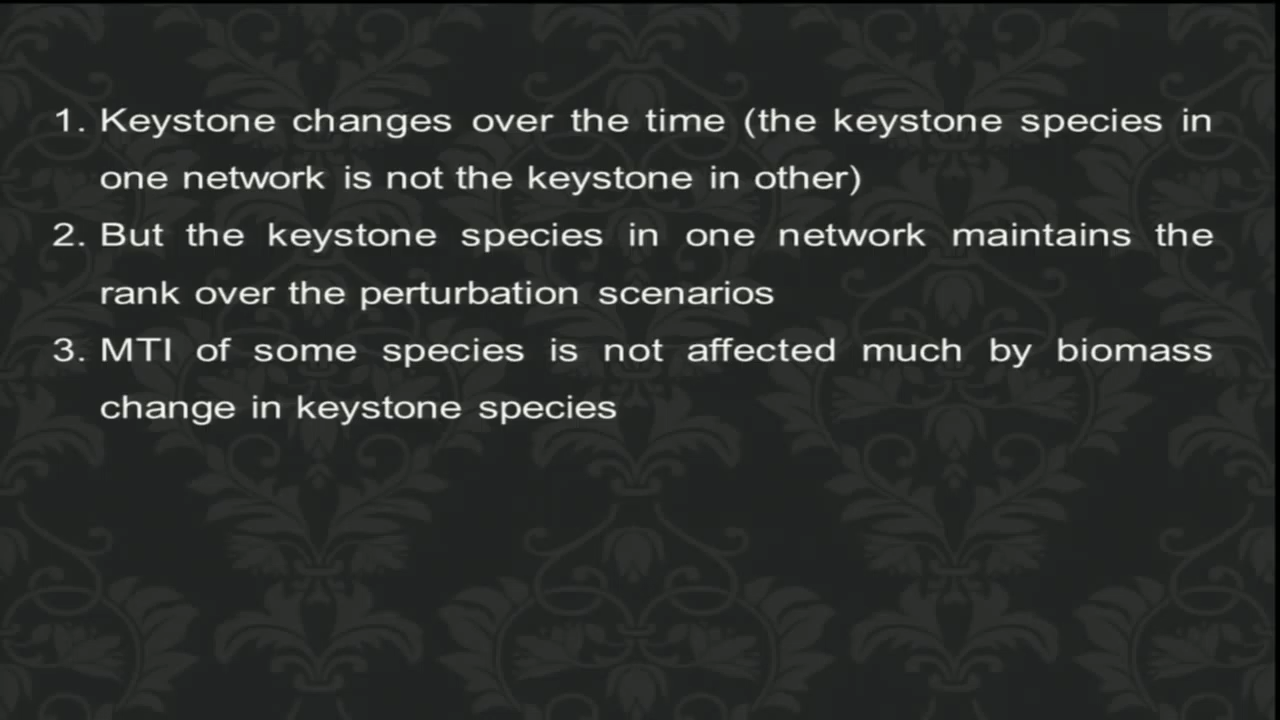 1. Keystone changes over the time (the keystone species in
one network is not the keystone in other)
2. But the keystone species in one network maintains the
rank over the perturbation scenarios
3. MTI of some species is not affected much by biomass
change in keystone species